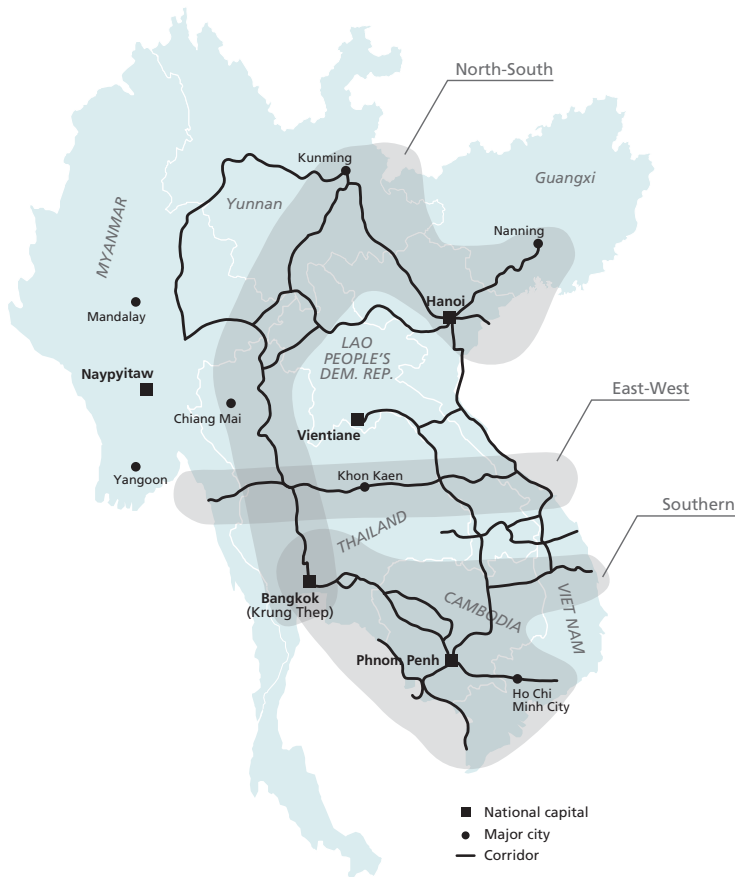 North-South
Kunming
Guangxi
Yunnan
MYANMAR
Nanning
Hanoi
Mandalay
LAO
PEOPLE'S
DEM. REP.
Naypyitaw
East-West
Chiang Mai
Vientiane
Khon Kaen
Yangoon
Southern
THAILAND
Bangkok
(Krung Thep)
CAMBODIA
VIET NAM
Phnom Penh
Ho Chi
Minh City
National capital
Major city
Corridor